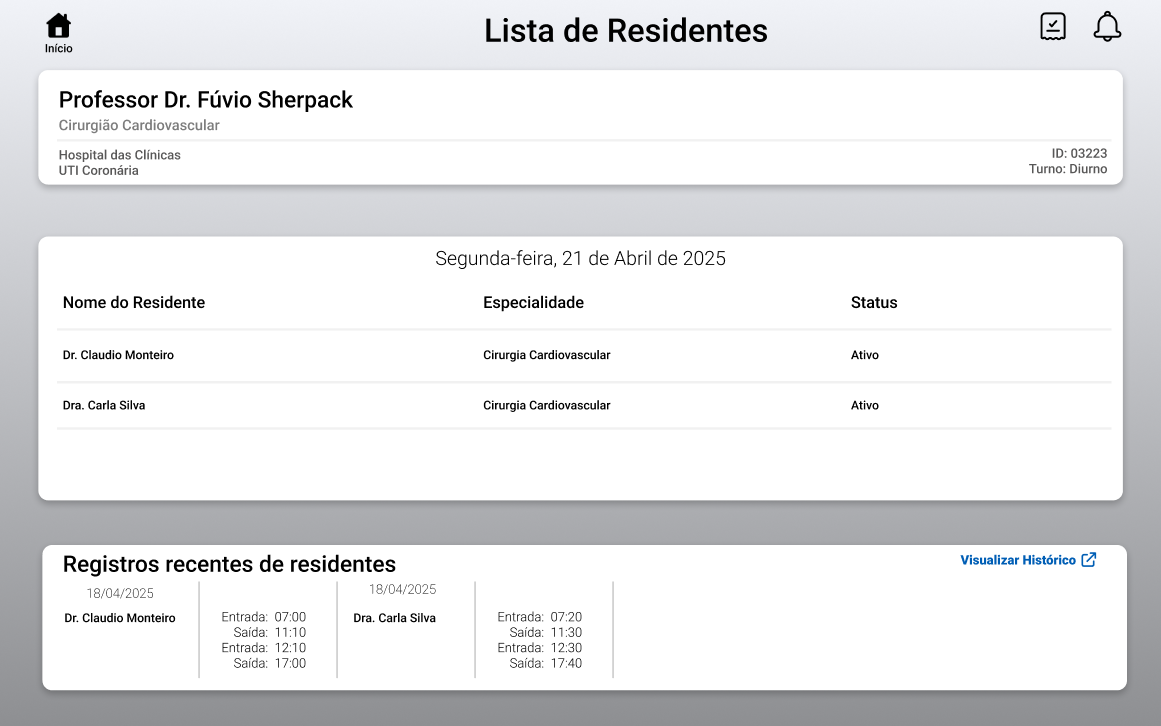 Início
Lista de Residentes
Professor Dr. Fúvio Sherpack
Cirurgião Cardiovascular
Hospital das Clínicas
UTI Coronária
ID: 03223
Turno: Diurno
Segunda-feira, 21 de Abril de 2025
Nome do Residente Especialidade Status
Dr. Claudio Monteiro Cirurgia Cardiovascular Ativo
Dra. Carla Silva Cirurgia Cardiovascular Ativo
Registros recentes de residentes
Visualizar Histórico
18/04/2025
Dr. Claudio Monteiro
Entrada: 07:00
Saída: 11:10
Entrada: 12:10
Saída: 17:00
18/04/2025
Dra. Carla Silva
Entrada: 07:20
Saída: 11:30
Entrada: 12:30
Saída: 17:40